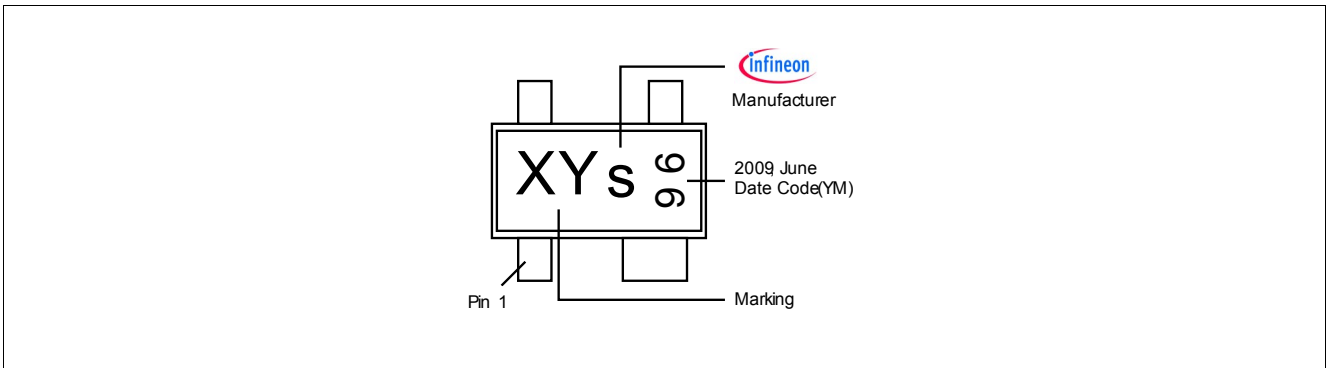 infineon
Manufacturer
XYs
96
2009, June
Date Code(YM)
Pin 1
Marking